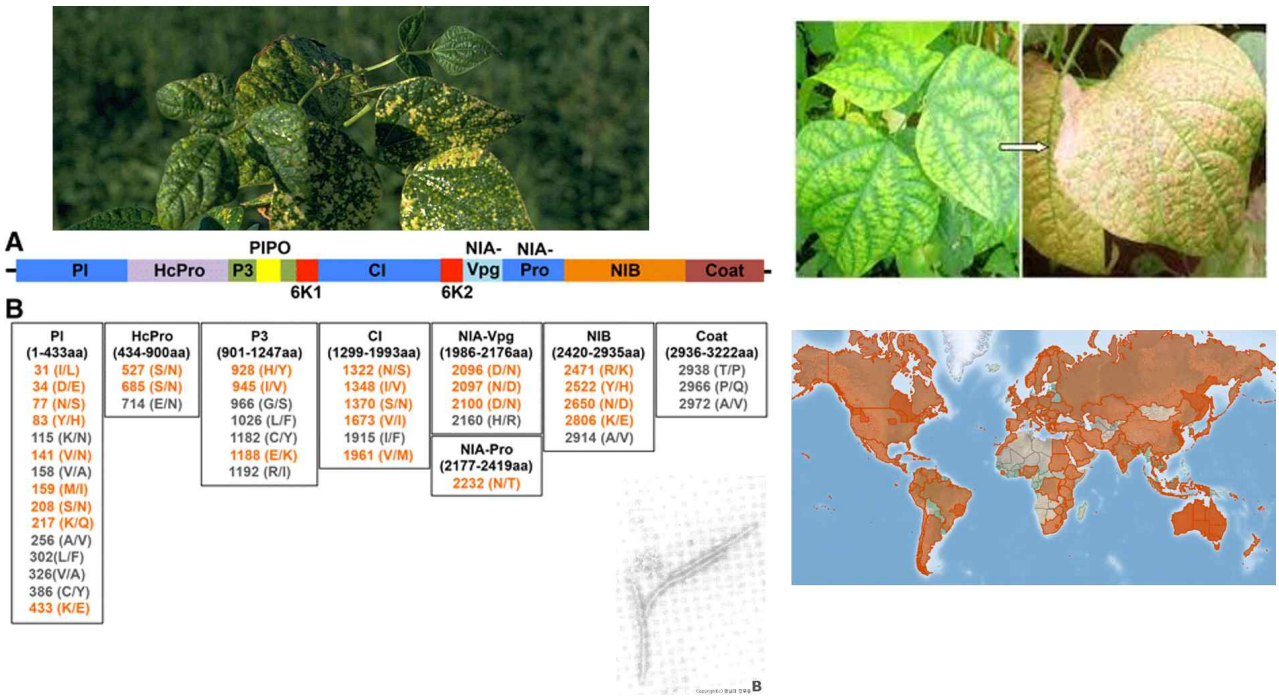 A
PIPO
NIA-
NIA-
PI
HcPro
P3
CI
Vpg
Pro
NIB
Coat
6K1
6K2
B
PI
(1-433aa)
31 (I/L)
34 (D/E)
77 (N/S)
83 (Y/H)
115 (K/N)
141 (V/N)
158 (V/A)
159 (M/I)
208 (S/N)
217 (K/Q)
256 (A/V)
302(L/F)
326(V/A)
386 (C/Y)
433 (K/E)
HcPro
(434-900aa)
527 (S/N)
685 (S/N)
714 (E/N)
P3
(901-1247aa)
928 (H/Y)
945 (I/V)
966 (G/S)
1026 (L/F)
1182 (C/Y)
1188 (E/K)
1192 (R/I)
CI
(1299-1993aa)
1322 (N/S)
1348 (I/V)
1370 (S/N)
1673 (V/I)
1915 (I/F)
1961 (V/M)
NIA-Vpg
(1986-2176aa)
2096 (D/N)
2097 (N/D)
2100 (D/N)
2160 (H/R)
NIA-Pro
(2177-2419aa)
2232 (N/T)
NIB
(2420-2935aa)
2471 (R/K)
2522 (Y/H)
2650 (N/D)
2806 (K/E)
2914 (A/V)
Coat
(2936-3222aa)
2938 (T/P)
2966 (P/Q)
2972 (A/V)
B